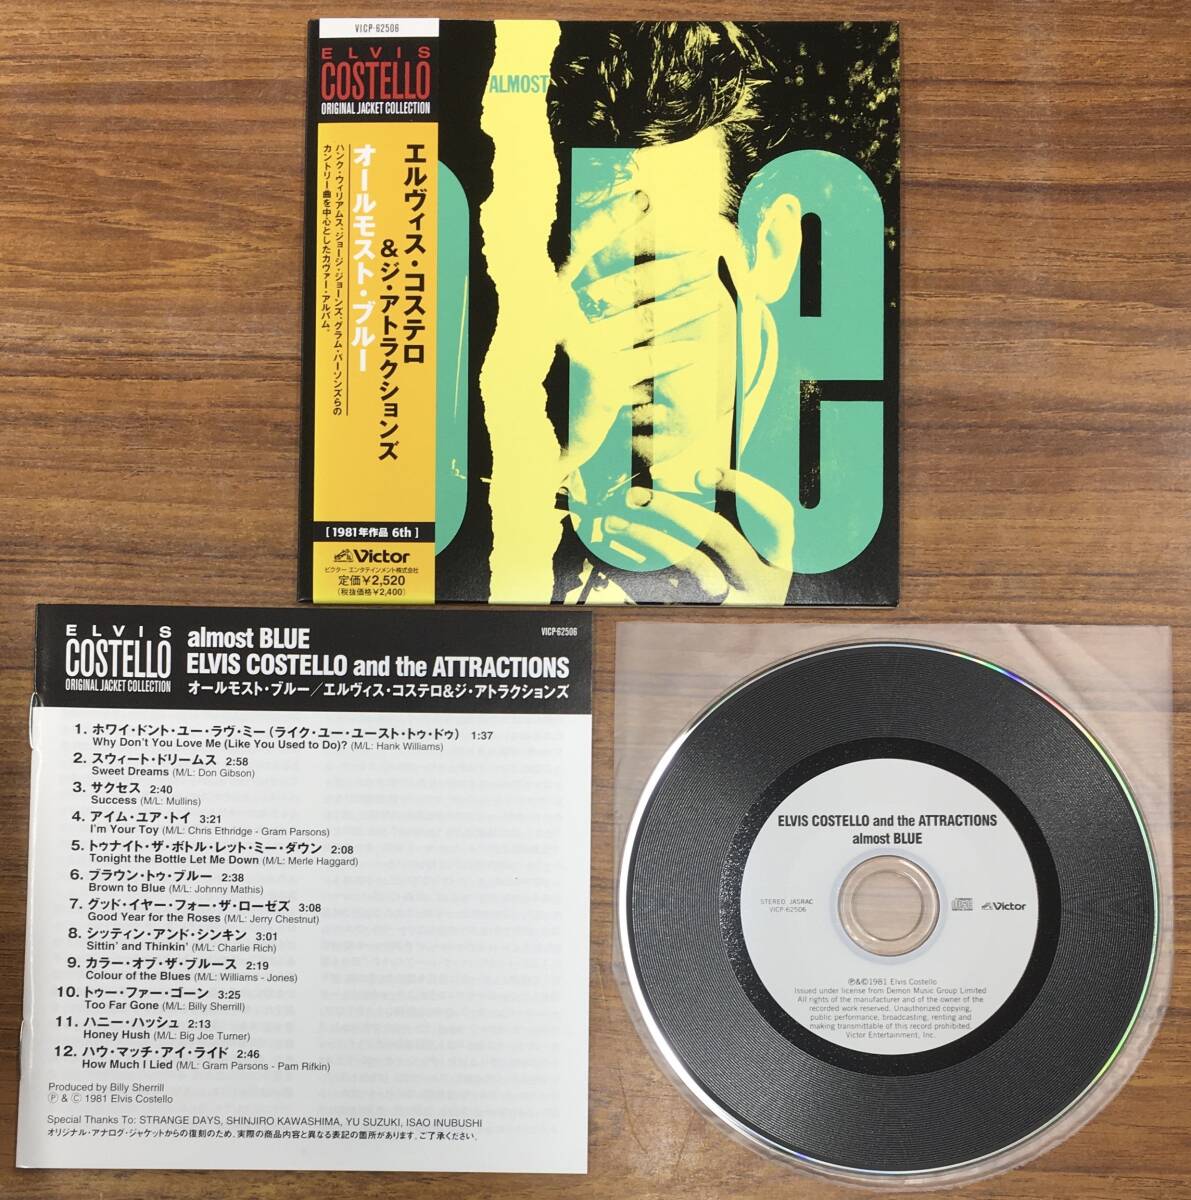 VICP-62506
ELVIS
COSTELLO
ORIGINAL JACKET COLLECTION
エルヴィス・コステロ
&ジ・アトラクションズ
オールモスト・ブルー
ハンク・ウィリアムス、ジョージ・ジョーンズ、グラム・パーソンズらの
カントリー曲を中心としたカヴァー・アルバム。
[1981年作品 6th]
Victor
ビクター エンタテインメント株式会社
定価¥2,520
(税抜価格¥2,400)
ALMOST
blue
ELVIS
COSTELLO
ORIGINAL JACKET COLLECTION
almost BLUE
VICP-62506
ELVIS COSTELLO and the ATTRACTIONS
オールモスト・ブルー/エルヴィス・コステロ&ジ・アトラクションズ
1. ホワイ・ドント・ユー・ラヴ・ミー(ライク・ユー・ユースト・トゥ・ドゥ) 1:37
Why Don't You Love Me (Like You Used to Do)? (M/L: Hank Williams)
2. スウィート・ドリームス 2:58
Sweet Dreams (M/L: Don Gibson)
3. サクセス 2:40
Success (M/L: Mullins)
4. アイム・ユア・トイ 3:21
I'm Your Toy (M/L: Chris Ethridge - Gram Parsons)
5. トゥナイト・ザ・ボトル・レット・ミー・ダウン 2:08
Tonight the Bottle Let Me Down (M/L: Merle Haggard)
6. ブラウン・トゥ・ブルー 2:38
Brown to Blue (M/L: Johnny Mathis)
7. グッド・イヤー・フォー・ザ・ローゼズ 3:08
Good Year for the Roses (M/L: Jerry Chestnut)
8. シッティン・アンド・シンキン 3:01
Sittin' and Thinkin' (M/L: Charlie Rich)
9. カラー・オブ・ザ・ブルース 2:19
Colour of the Blues (M/L: Williams - Jones)
10. トゥー・ファー・ゴーン 3:25
Too Far Gone (M/L: Billy Sherrill)
11. ハニー・ハッシュ 2:13
Honey Hush (M/L: Big Joe Turner)
12. ハウ・マッチ・アイ・ライド 2:46
How Much I Lied (M/L: Gram Parsons - Pam Rifkin)
Produced by Billy Sherrill
℗ & © 1981 Elvis Costello
Special Thanks To: STRANGE DAYS, SHINJIRO KAWASHIMA, YU SUZUKI, ISAO INUBUSHI
オリジナル・アナログ・ジャケットからの復刻のため、実際の商品内容と異なる表記の箇所があります。ご了承ください。
ELVIS COSTELLO and the ATTRACTIONS
almost BLUE
STEREO, JASRAC
VICP-62506
Victor
℗&©1981 Elvis Costello
Issued under license from Demon Music Group Limited
All rights of the manufacturer and of the owner of the
recorded work reserved. Unauthorized copying,
public performance, broadcasting, renting and
making transmittable of this record prohibited.
Victor Entertainment, Inc.